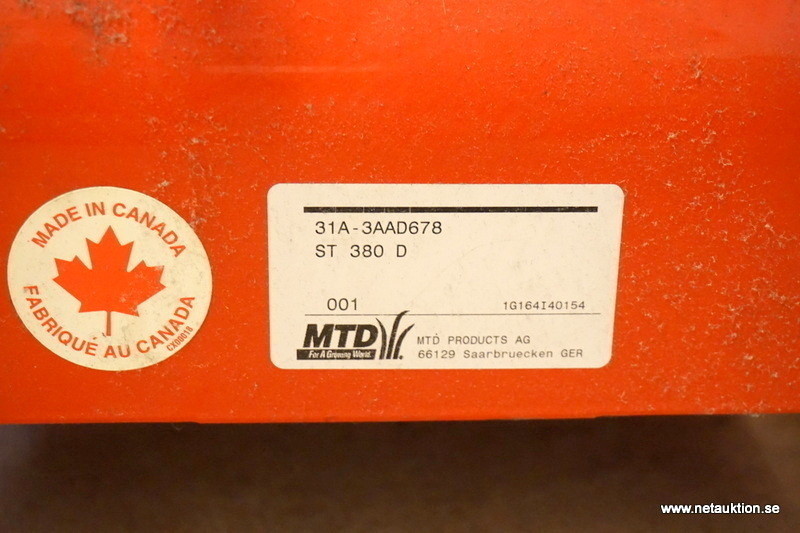 MADE IN CANADA
FABRIQUÉ AU CANADA
CX00018
31A-3AAD678
ST 380 D
001 1G164I40154
MTD
For A Growing World.
MTD PRODUCTS AG
66129 Saarbruecken GER
www.netauktion.se